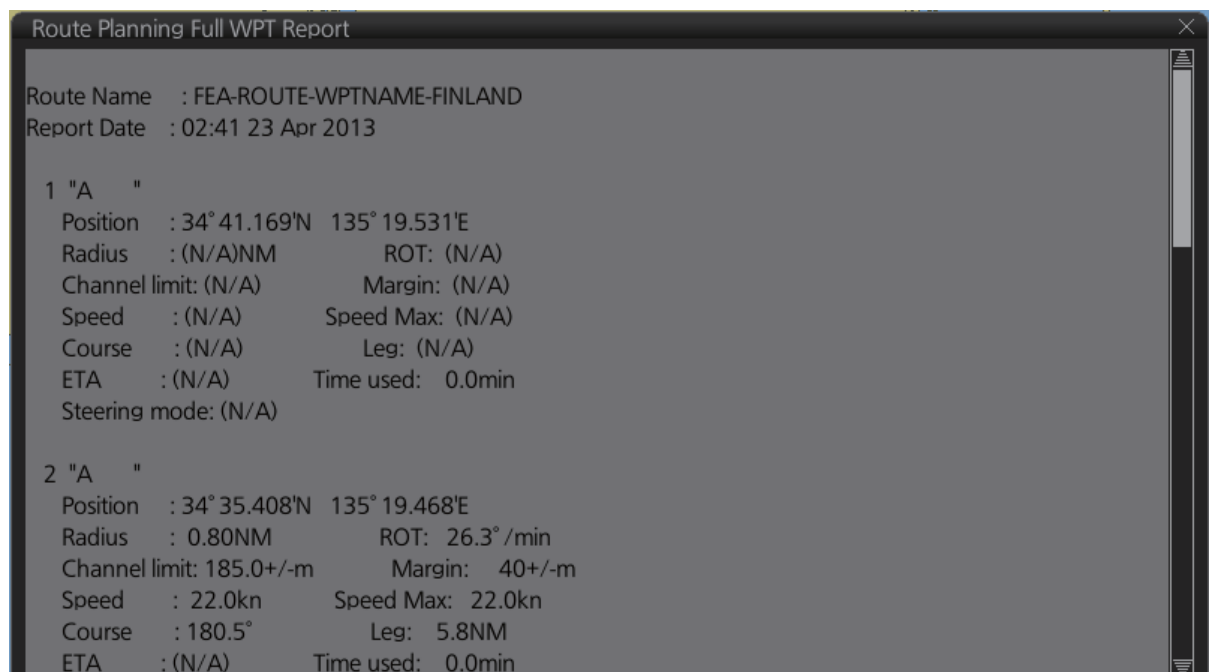 Route Planning Full WPT Report
Route Name : FEA-ROUTE-WPTNAME-FINLAND
Report Date : 02:41 23 Apr 2013
1 "A "
Position : 34°41.169'N 135°19.531'E
Radius : (N/A)NM ROT: (N/A)
Channel limit: (N/A) Margin: (N/A)
Speed : (N/A) Speed Max: (N/A)
Course : (N/A) Leg: (N/A)
ETA : (N/A) Time used: 0.0min
Steering mode: (N/A)
2 "A "
Position : 34°35.408'N 135°19.468'E
Radius : 0.80NM ROT: 26.3°/min
Channel limit: 185.0+/-m Margin: 40+/-m
Speed : 22.0kn Speed Max: 22.0kn
Course : 180.5° Leg: 5.8NM
ETA : (N/A) Time used: 0.0min